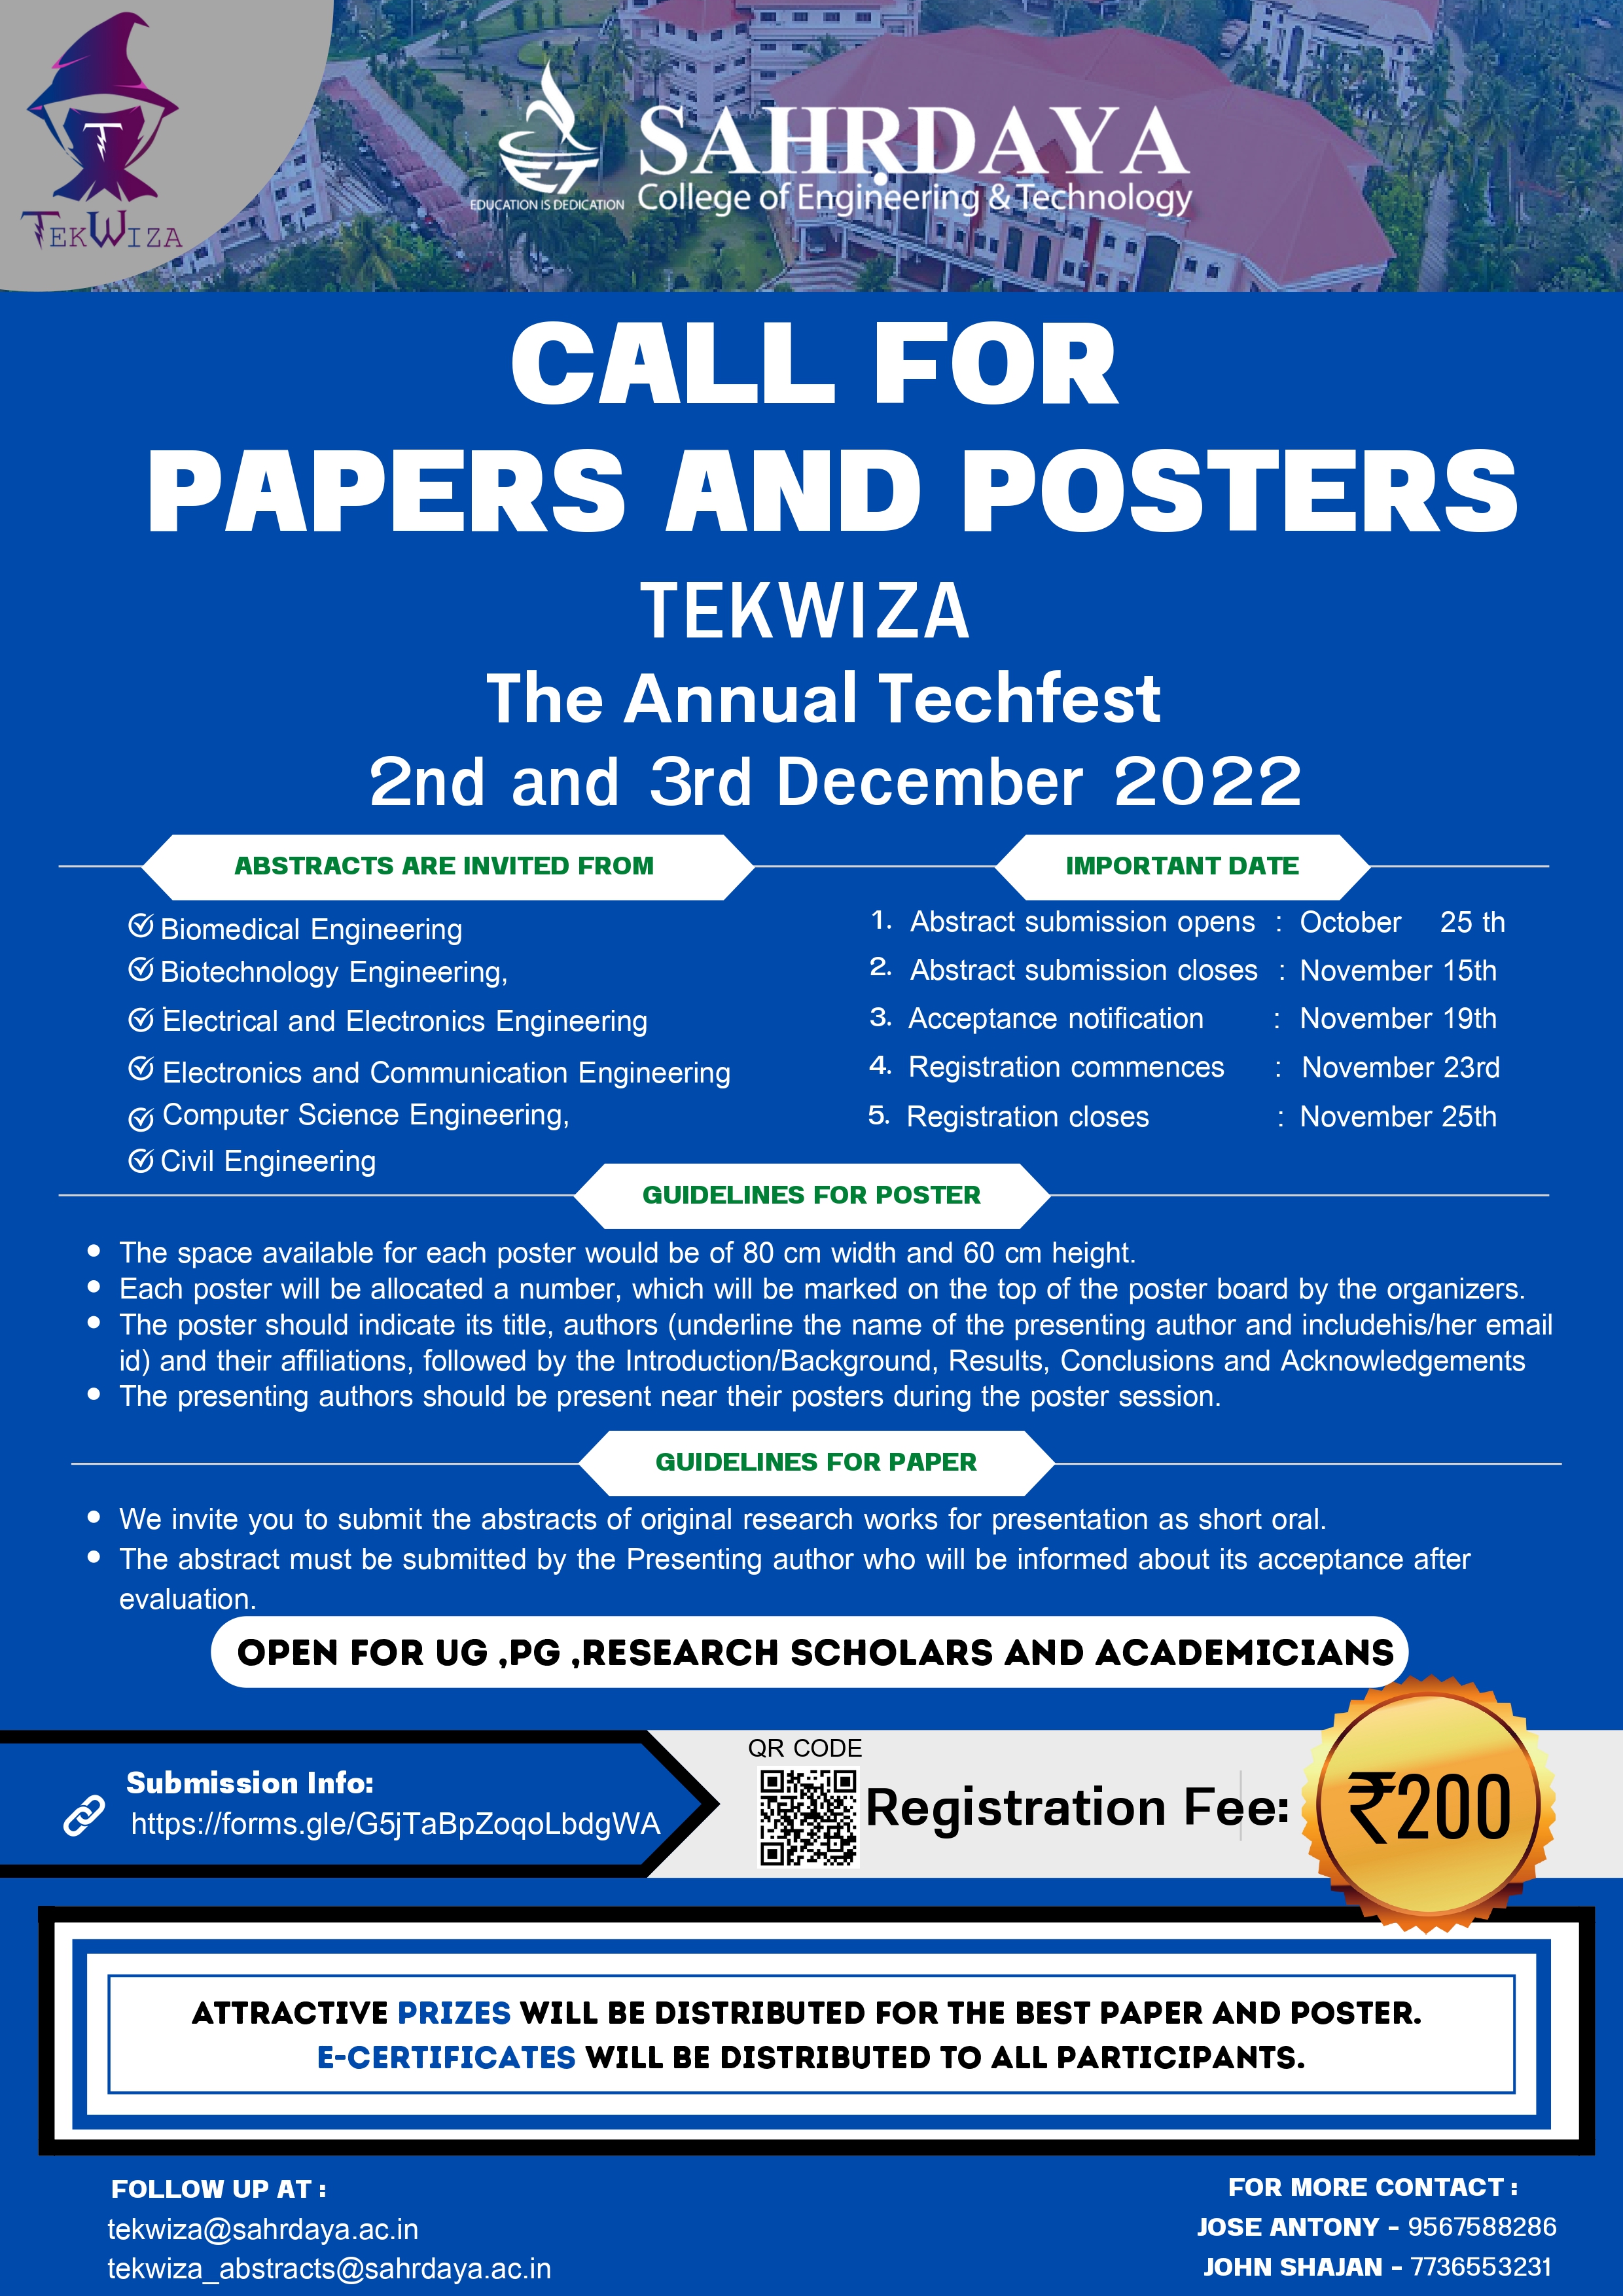 T
TEKWIZA
EDUCATION IS DEDICATION
SAHRDAYA
College of Engineering & Technology
CALL FOR
PAPERS AND POSTERS
TEKWIZA
The Annual Techfest
2nd and 3rd December 2022
ABSTRACTS ARE INVITED FROM
Biomedical Engineering
Biotechnology Engineering,
Electrical and Electronics Engineering
Electronics and Communication Engineering
Computer Science Engineering,
Civil Engineering
IMPORTANT DATE
1. Abstract submission opens : October 25 th
2. Abstract submission closes : November 15th
3. Acceptance notification : November 19th
4. Registration commences : November 23rd
5. Registration closes : November 25th
GUIDELINES FOR POSTER
• The space available for each poster would be of 80 cm width and 60 cm height.
• Each poster will be allocated a number, which will be marked on the top of the poster board by the organizers.
• The poster should indicate its title, authors (underline the name of the presenting author and includehis/her email
id) and their affiliations, followed by the Introduction/Background, Results, Conclusions and Acknowledgements
• The presenting authors should be present near their posters during the poster session.
GUIDELINES FOR PAPER
• We invite you to submit the abstracts of original research works for presentation as short oral.
• The abstract must be submitted by the Presenting author who will be informed about its acceptance after
evaluation.
OPEN FOR UG ,PG ,RESEARCH SCHOLARS AND ACADEMICIANS
Submission Info:
https://forms.gle/G5jTaBpZoqoLbdgWA
QR CODE
Registration Fee:
₹200
ATTRACTIVE PRIZES WILL BE DISTRIBUTED FOR THE BEST PAPER AND POSTER.
E-CERTIFICATES WILL BE DISTRIBUTED TO ALL PARTICIPANTS.
FOLLOW UP AT :
tekwiza@sahrdaya.ac.in
tekwiza_abstracts@sahrdaya.ac.in
FOR MORE CONTACT :
JOSE ANTONY - 9567588286
JOHN SHAJAN - 7736553231